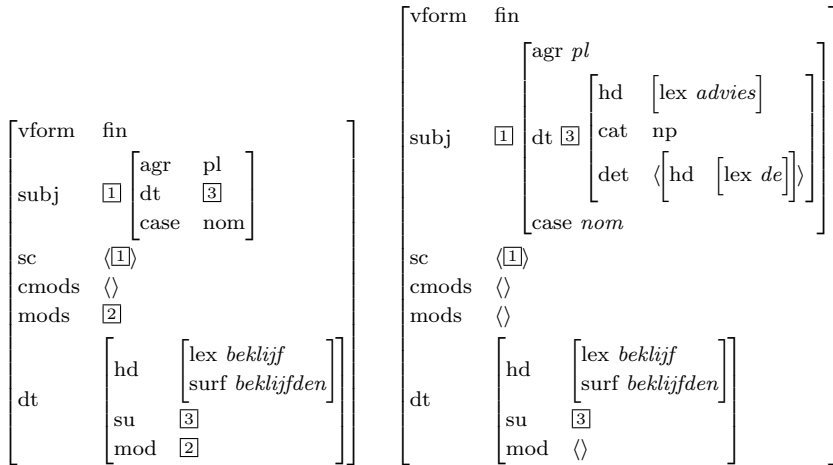 vform fin
subj 1 agr pl
dt 3
case nom
sc ⟨1⟩
cmods ⟨⟩
mods 2
dt hd lex beklijf
surf beklijfden
su 3
mod 2
vform fin
subj 1 agr pl
dt 3 hd [lex advies]
cat np
det ⟨[hd [lex de]]⟩
case nom
sc ⟨1⟩
cmods ⟨⟩
mods ⟨⟩
dt hd lex beklijf
surf beklijfden
su 3
mod ⟨⟩